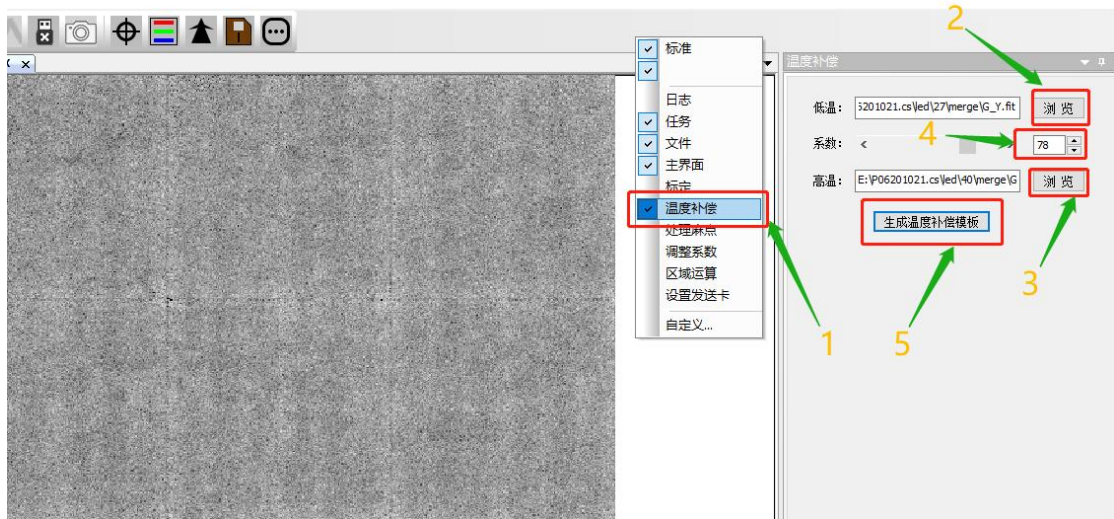 x
标准
日志
任务
文件
主界面
标定
温度补偿
处理麻点
调整系数
区域运算
设置发送卡
自定义...
温度补偿
低温：
5201021.cs\led\27\merge\G_Y.fit
浏 览
系数：
<
>
78
高温：
E:\P06201021.cs\led\40\merge\G
浏 览
生成温度补偿模板
1
2
3
4
5